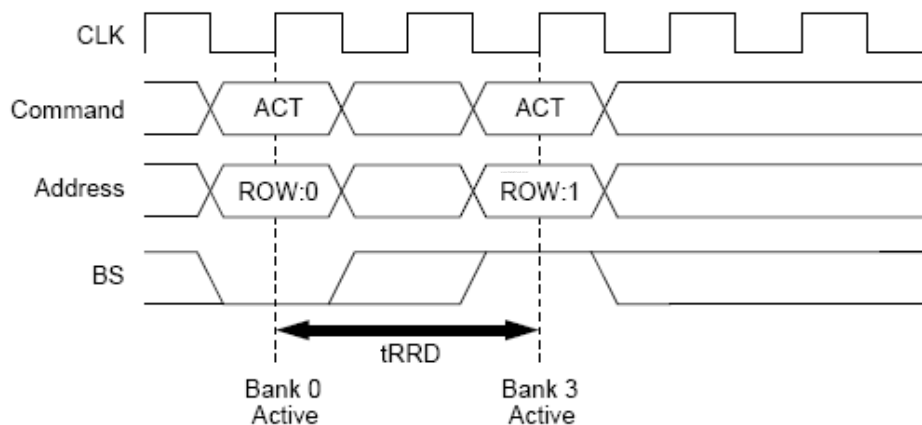 CLK
Command
ACT
ACT
Address
ROW:0
ROW:1
BS
tRRD
Bank 0
Active
Bank 3
Active